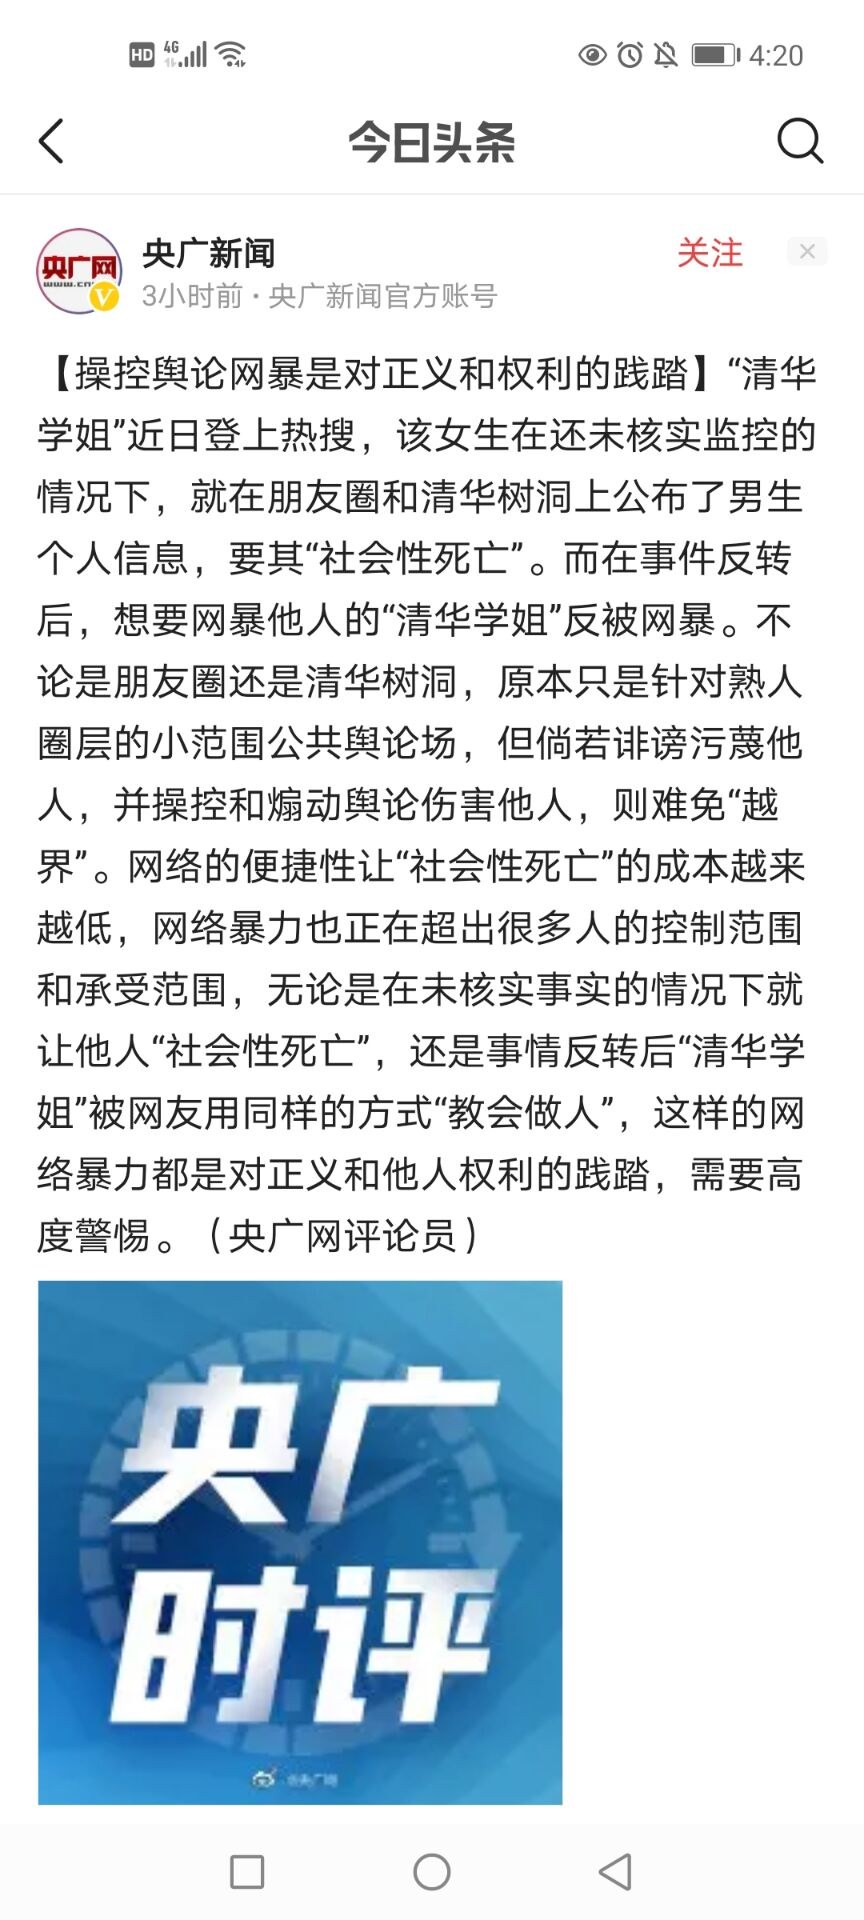 HD 4G 4:20
今日头条
央广网
www.cn
V
央广新闻
关注
3小时前·央广新闻官方账号
【操控舆论网暴是对正义和权利的践踏】“清华
学姐”近日登上热搜，该女生在还未核实监控的
情况下，就在朋友圈和清华树洞上公布了男生
个人信息，要其“社会性死亡”。而在事件反转
后，想要网暴他人的“清华学姐”反被网暴。不
论是朋友圈还是清华树洞，原本只是针对熟人
圈层的小范围公共舆论场，但倘若诽谤污蔑他
人，并操控和煽动舆论伤害他人，则难免“越
界”。网络的便捷性让“社会性死亡”的成本越来
越低，网络暴力也正在超出很多人的控制范围
和承受范围，无论是在未核实事实的情况下就
让他人“社会性死亡”，还是事情反转后“清华学
姐”被网友用同样的方式“教会做人”，这样的网
络暴力都是对正义和他人权利的践踏，需要高
度警惕。（央广网评论员）
央广
时评
@央广网